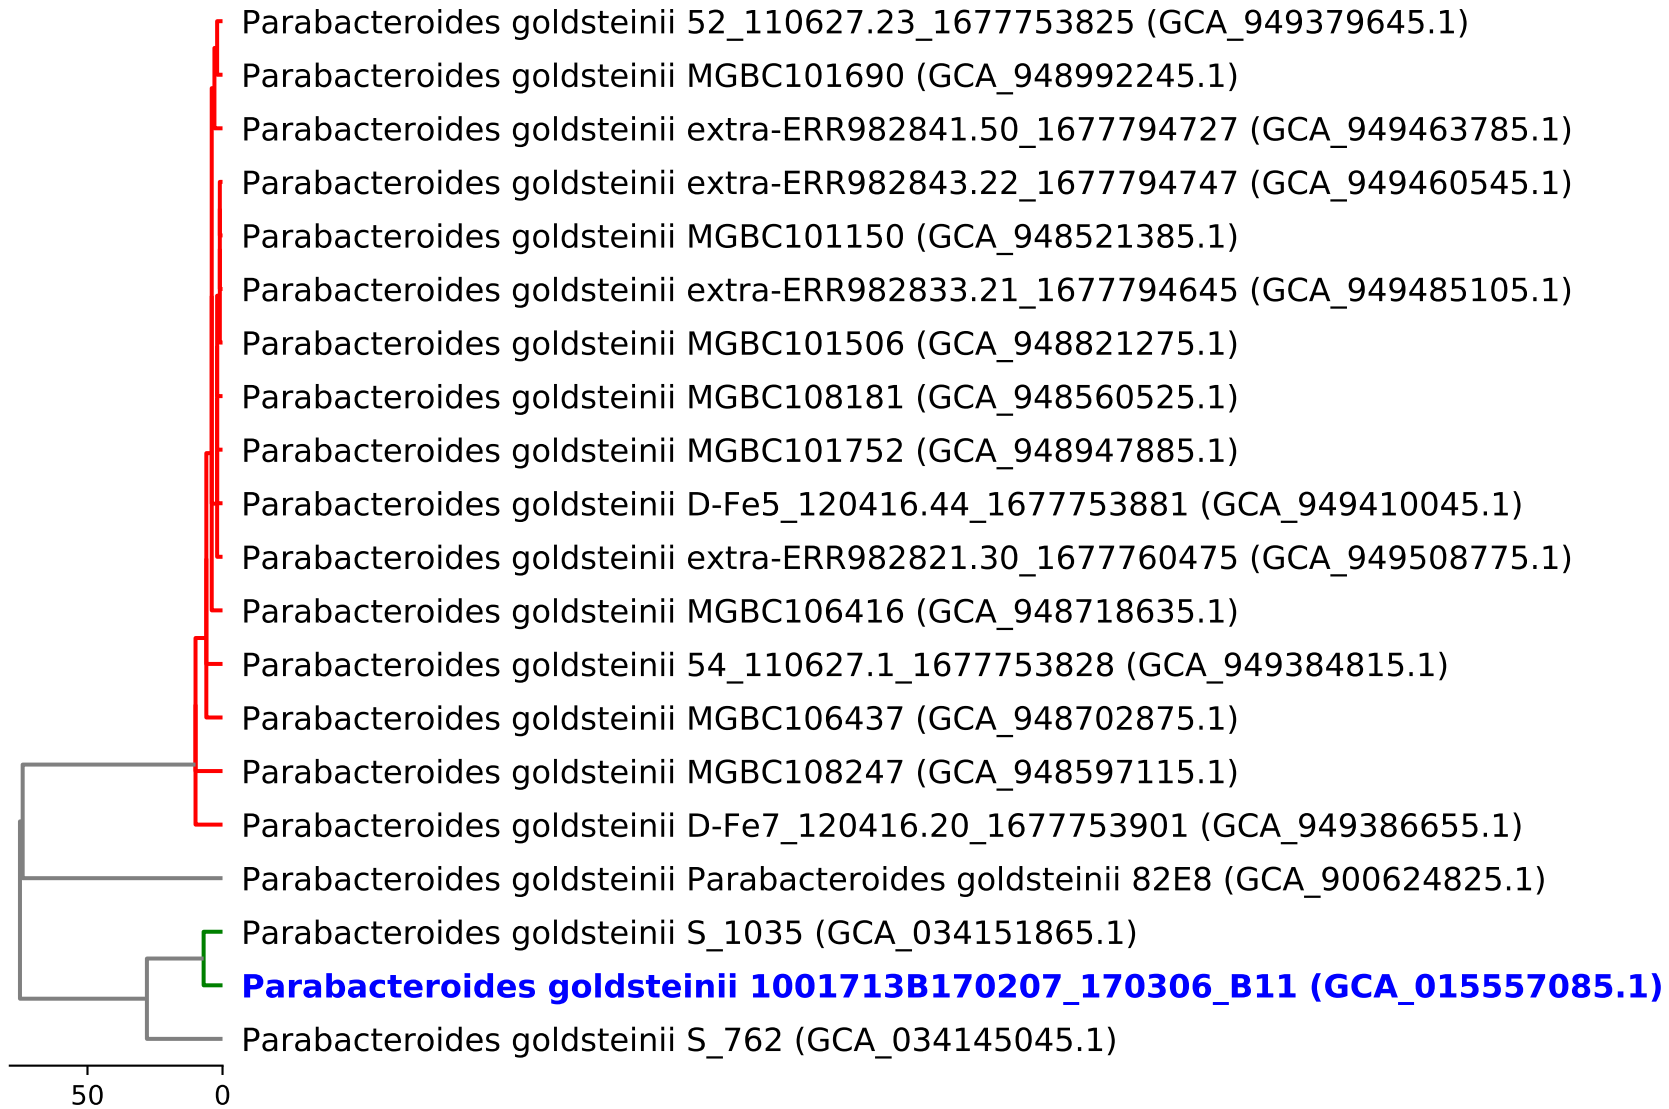 Parabacteroides goldsteinii 52_110627.23_1677753825 (GCA_949379645.1)
Parabacteroides goldsteinii MGBC101690 (GCA_948992245.1)
Parabacteroides goldsteinii extra-ERR982841.50_1677794727 (GCA_949463785.1)
Parabacteroides goldsteinii extra-ERR982843.22_1677794747 (GCA_949460545.1)
Parabacteroides goldsteinii MGBC101150 (GCA_948521385.1)
Parabacteroides goldsteinii extra-ERR982833.21_1677794645 (GCA_949485105.1)
Parabacteroides goldsteinii MGBC101506 (GCA_948821275.1)
Parabacteroides goldsteinii MGBC108181 (GCA_948560525.1)
Parabacteroides goldsteinii MGBC101752 (GCA_948947885.1)
Parabacteroides goldsteinii D-Fe5_120416.44_1677753881 (GCA_949410045.1)
Parabacteroides goldsteinii extra-ERR982821.30_1677760475 (GCA_949508775.1)
Parabacteroides goldsteinii MGBC106416 (GCA_948718635.1)
Parabacteroides goldsteinii 54_110627.1_1677753828 (GCA_949384815.1)
Parabacteroides goldsteinii MGBC106437 (GCA_948702875.1)
Parabacteroides goldsteinii MGBC108247 (GCA_948597115.1)
Parabacteroides goldsteinii D-Fe7_120416.20_1677753901 (GCA_949386655.1)
Parabacteroides goldsteinii Parabacteroides goldsteinii 82E8 (GCA_900624825.1)
Parabacteroides goldsteinii S_1035 (GCA_034151865.1)
Parabacteroides goldsteinii 1001713B170207_170306_B11 (GCA_015557085.1)
Parabacteroides goldsteinii S_762 (GCA_034145045.1)
50 0